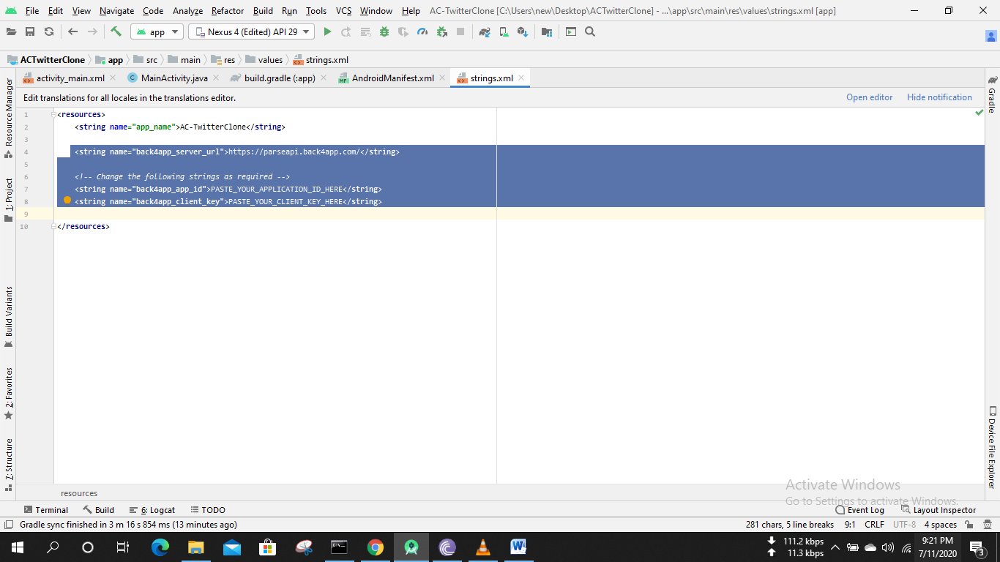 File Edit View Navigate Code Analyze Refactor Build Run Tools VCS Window Help AC-TwitterClone [C:\Users\new\Desktop\ACTwitterClone] - ...\app\src\main\res\values\strings.xml [app]
app Nexus 4 (Edited) API 29
ACTwitterClone app src main res values strings.xml
activity_main.xml MainActivity.java build.gradle (:app) AndroidManifest.xml strings.xml
Edit translations for all locales in the translations editor. Open editor Hide notification
1 <resources>
2 <string name="app_name">AC-TwitterClone</string>
3
4 <string name="back4app_server_url">https://parseapi.back4app.com/</string>
5
6 <!-- Change the following strings as required -->
7 <string name="back4app_app_id">PASTE_YOUR_APPLICATION_ID_HERE</string>
8 <string name="back4app_client_key">PASTE_YOUR_CLIENT_KEY_HERE</string>
9
10 </resources>
Resource Manager
1: Project
Build Variants
2: Favorites
7: Structure
Gradle
Device File Explorer
resources
Activate Windows
Go to Settings to activate Windows.
Terminal Build 6: Logcat TODO Event Log Layout Inspector
Gradle sync finished in 3 m 16 s 854 ms (13 minutes ago) 281 chars, 5 line breaks 9:1 CRLF UTF-8 4 spaces
111.2 kbps
11.3 kbps
9:21 PM
7/11/2020
3